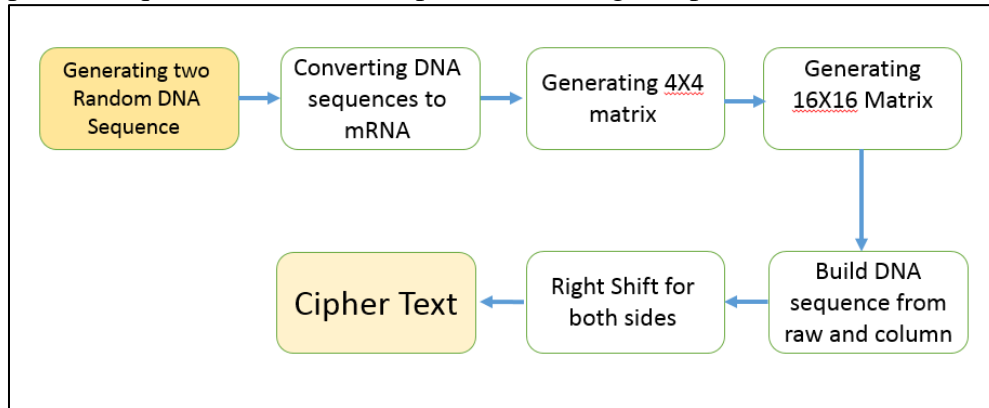 Generating two
Random DNA
Sequence
Converting DNA
sequences to
mRNA
Generating 4X4
matrix
Generating
16X16 Matrix
Build DNA
sequence from
raw and column
Right Shift for
both sides
Cipher Text